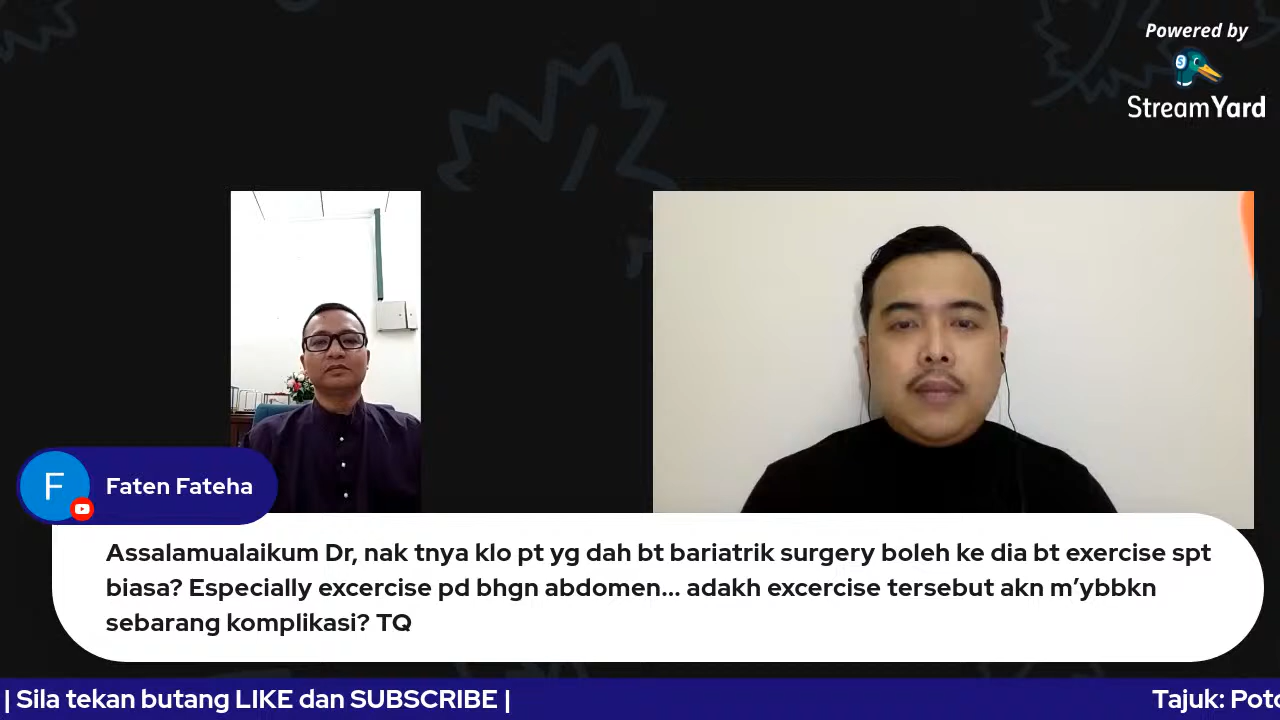 Powered by
StreamYard
F
Faten Fateha
Assalamualaikum Dr, nak tnya klo pt yg dah bt bariatrik surgery boleh ke dia bt exercise spt
biasa? Especially excercise pd bhgn abdomen... adakh excercise tersebut akn m’ybbkn
sebarang komplikasi? TQ
| Sila tekan butang LIKE dan SUBSCRIBE |
Tajuk: Poto